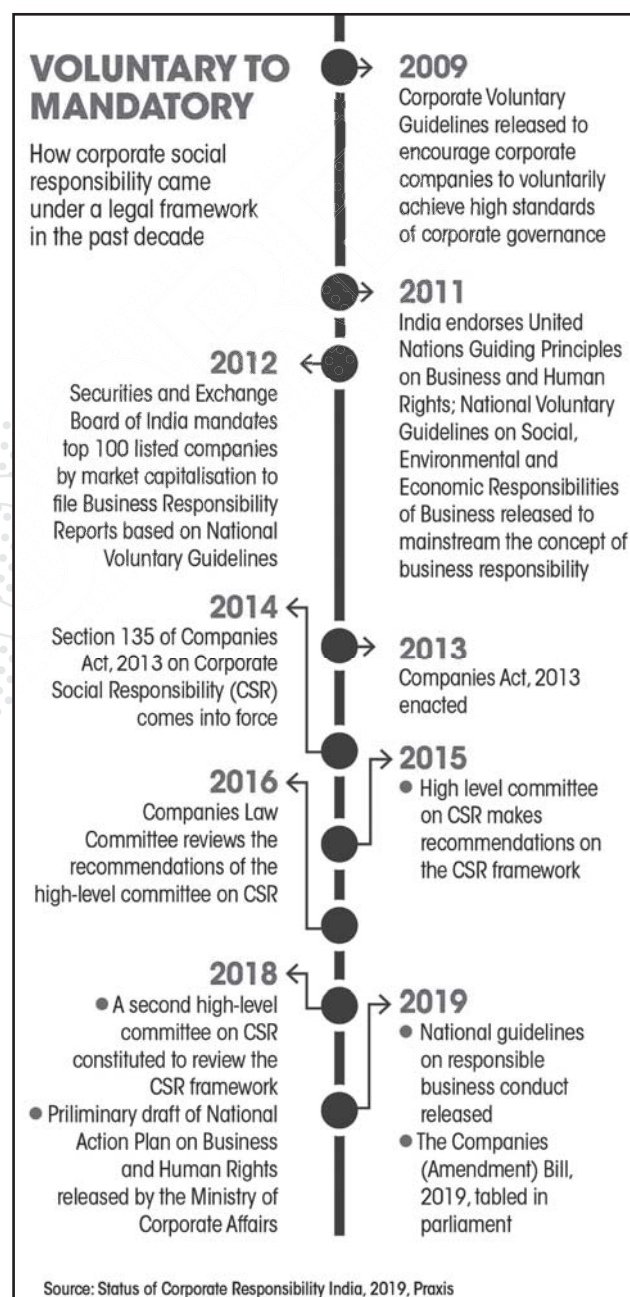 VOLUNTARY TO
MANDATORY
How corporate social
responsibility came
under a legal framework
in the past decade
2009
Corporate Voluntary
Guidelines released to
encourage corporate
companies to voluntarily
achieve high standards
of corporate governance
2011
India endorses United
Nations Guiding Principles
on Business and Human
Rights; National Voluntary
Guidelines on Social,
Environmental and
Economic Responsibilities
of Business released to
mainstream the concept of
business responsibility
2012
Securities and Exchange
Board of India mandates
top 100 listed companies
by market capitalisation to
file Business Responsibility
Reports based on National
Voluntary Guidelines
2013
Companies Act, 2013
enacted
2014
Section 135 of Companies
Act, 2013 on Corporate
Social Responsibility (CSR)
comes into force
2015
● High level committee
on CSR makes
recommendations on
the CSR framework
2016
Companies Law
Committee reviews the
recommendations of the
high-level committee on CSR
2018
● A second high-level
committee on CSR
constituted to review the
CSR framework
● Priliminary draft of National
Action Plan on Business
and Human Rights
released by the Ministry of
Corporate Affairs
2019
● National guidelines
on responsible
business conduct
released
● The Companies
(Amendment) Bill,
2019, tabled in
parliament
Source: Status of Corporate Responsibility India, 2019, Praxis